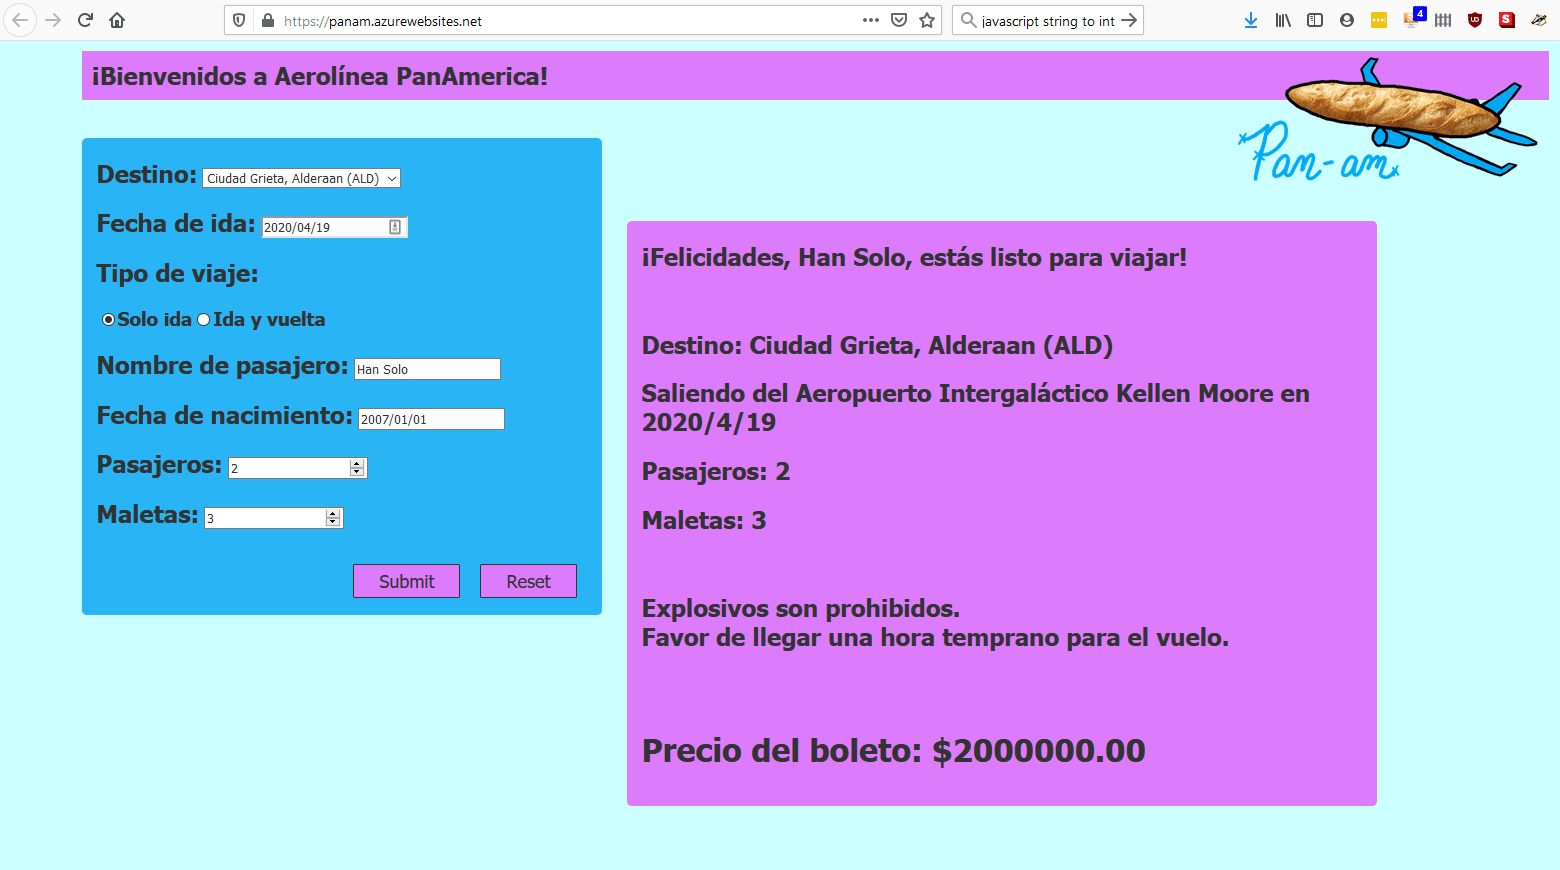 https://panam.azurewebsites.net
javascript string to int
4
UD
S
¡Bienvenidos a Aerolínea PanAmerica!
Pan-am
Destino: Ciudad Grieta, Alderaan (ALD)
Fecha de ida: 2020/04/19
Tipo de viaje:
Solo ida Ida y vuelta
Nombre de pasajero: Han Solo
Fecha de nacimiento: 2007/01/01
Pasajeros: 2
Maletas: 3
Submit Reset
¡Felicidades, Han Solo, estás listo para viajar!
Destino: Ciudad Grieta, Alderaan (ALD)
Saliendo del Aeropuerto Intergaláctico Kellen Moore en
2020/4/19
Pasajeros: 2
Maletas: 3
Explosivos son prohibidos.
Favor de llegar una hora temprano para el vuelo.
Precio del boleto: $2000000.00